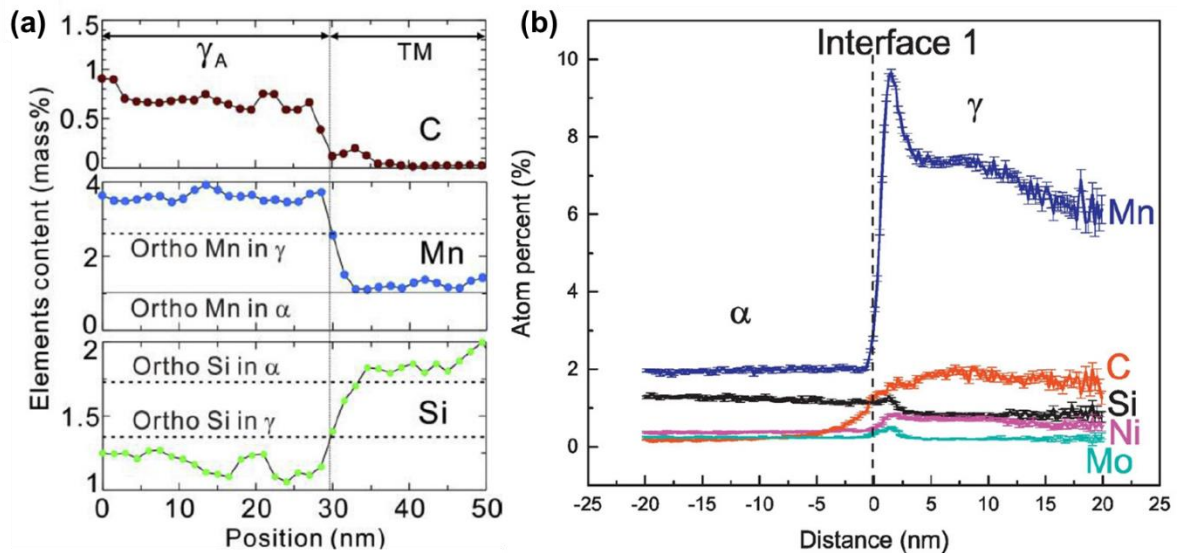 (a)
1.5
1
0.5
0
γA
TM
C
4
3
2
1
0
Ortho Mn in γ
Mn
Ortho Mn in α
2
1.5
1
Ortho Si in α
Ortho Si in γ
Si
Elements content (mass%)
0 10 20 30 40 50
Position (nm)
(b)
Interface 1
10
8
6
4
2
0
γ
α
Mn
C
Si
Ni
Mo
Atom percent (%)
-25 -20 -15 -10 -5 0 5 10 15 20 25
Distance (nm)